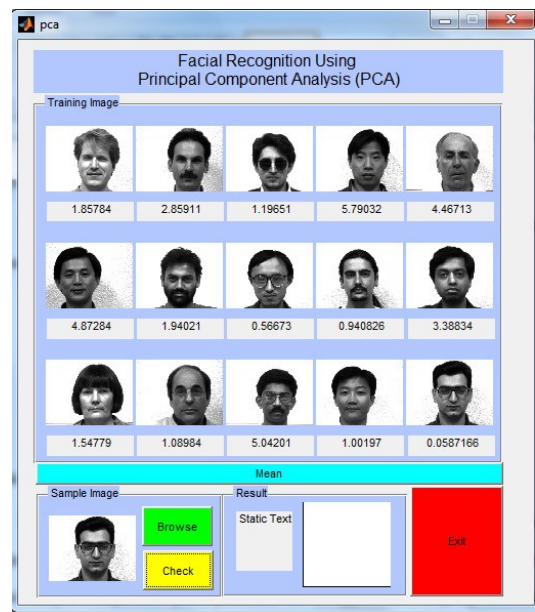 pca
Facial Recognition Using
Principal Component Analysis (PCA)
Training Image
1.85784 2.85911 1.19651 5.79032 4.46713
4.87284 1.94021 0.56673 0.940826 3.38834
1.54779 1.08984 5.04201 1.00197 0.0587166
Mean
Sample Image
Browse
Check
Result
Static Text
Exit